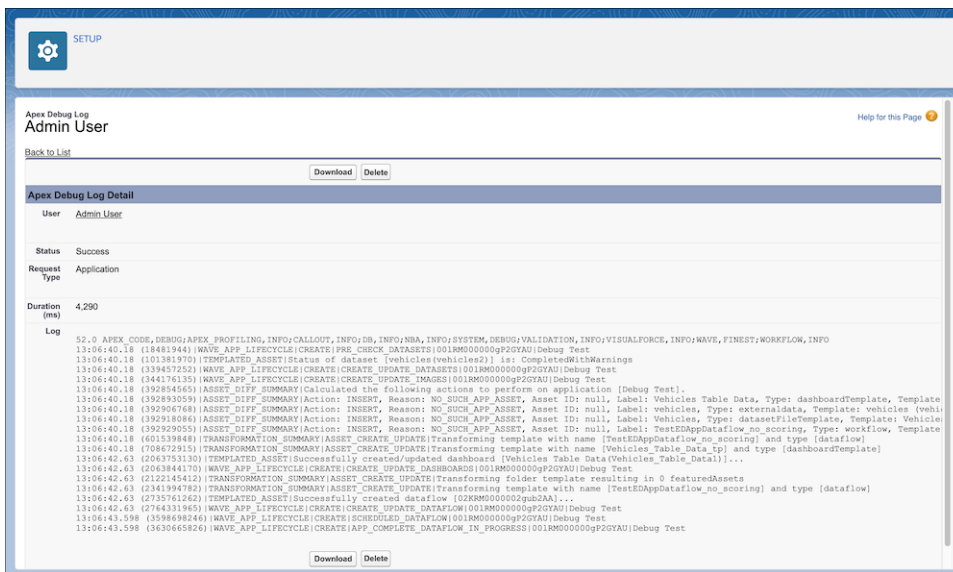 SETUP
Apex Debug Log
Admin User
Help for this Page
Back to List
Download Delete
Apex Debug Log Detail
User Admin User
Status Success
Request Type Application
Duration (ms) 4,290
Log
52.0 APEX_CODE,DEBUG;APEX_PROFILING,INFO;CALLOUT,INFO;DB,INFO;NBA,INFO;SYSTEM,DEBUG;VALIDATION,INFO;VISUALFORCE,INFO;WAVE,FINEST;WORKFLOW,INFO
13:06:40.18 (18481944)|WAVE_APP_LIFECYCLE|CREATE|PRE_CHECK_DATASETS|001RM000000gP2GYAU|Debug Test
13:06:40.18 (101381970)|TEMPLATED_ASSET|Status of dataset [vehicles(vehicles2)] is: CompletedWithWarnings
13:06:40.18 (339457252)|WAVE_APP_LIFECYCLE|CREATE|CREATE_UPDATE_DATASETS|001RM000000gP2GYAU|Debug Test
13:06:40.18 (344176135)|WAVE_APP_LIFECYCLE|CREATE|CREATE_UPDATE_IMAGES|001RM000000gP2GYAU|Debug Test
13:06:40.18 (392854565)|ASSET_DIFF_SUMMARY|Calculated the following actions to perform on application [Debug Test].
13:06:40.18 (392893059)|ASSET_DIFF_SUMMARY|Action: INSERT, Reason: NO_SUCH_APP_ASSET, Asset ID: null, Label: Vehicles Table Data, Type: dashboardTemplate, Template
13:06:40.18 (392906768)|ASSET_DIFF_SUMMARY|Action: INSERT, Reason: NO_SUCH_APP_ASSET, Asset ID: null, Label: vehicles, Type: externaldata, Template: vehicles (vehi
13:06:40.18 (392918086)|ASSET_DIFF_SUMMARY|Action: INSERT, Reason: NO_SUCH_APP_ASSET, Asset ID: null, Label: Vehicles, Type: datasetFileTemplate, Template: Vehicle
13:06:40.18 (392929055)|ASSET_DIFF_SUMMARY|Action: INSERT, Reason: NO_SUCH_APP_ASSET, Asset ID: null, Label: TestEDAppDataflow_no_scoring, Type: workflow, Template
13:06:40.18 (601539848)|TRANSFORMATION_SUMMARY|ASSET_CREATE_UPDATE|Transforming template with name [TestEDAppDataflow_no_scoring] and type [dataflow]
13:06:40.18 (708672915)|TRANSFORMATION_SUMMARY|ASSET_CREATE_UPDATE|Transforming template with name [Vehicles_Table_Data_tp] and type [dashboardTemplate]
13:06:42.63 (2063753130)|TEMPLATED_ASSET|Successfully created/updated dashboard [Vehicles Table Data1)]...
13:06:42.63 (2063844170)|WAVE_APP_LIFECYCLE|CREATE|CREATE_UPDATE_DASHBOARDS|001RM000000gP2GYAU|Debug Test
13:06:42.63 (2122145412)|TRANSFORMATION_SUMMARY|Transforming folder template resulting in 0 featuredAssets
13:06:42.63 (2341994782)|TRANSFORMATION_SUMMARY|ASSET_CREATE_UPDATE|Transforming template with name [TestEDAppDataflow_no_scoring] and type [dataflow]
13:06:42.63 (2735761262)|TEMPLATED_ASSET|Successfully created dataflow [02KRM0000002gub2AA]...
13:06:42.63 (2764331965)|WAVE_APP_LIFECYCLE|CREATE|CREATE_UPDATE_DATAFLOW|001RM000000gP2GYAU|Debug Test
13:06:43.598 (3598698246)|WAVE_APP_LIFECYCLE|CREATE|SCHEDULED_DATAFLOW|001RM000000gP2GYAU|Debug Test
13:06:43.598 (3630665826)|WAVE_APP_LIFECYCLE|CREATE|APP_COMPLETE_DATAFLOW_IN_PROGRESS|001RM000000gP2GYAU|Debug Test
Download Delete